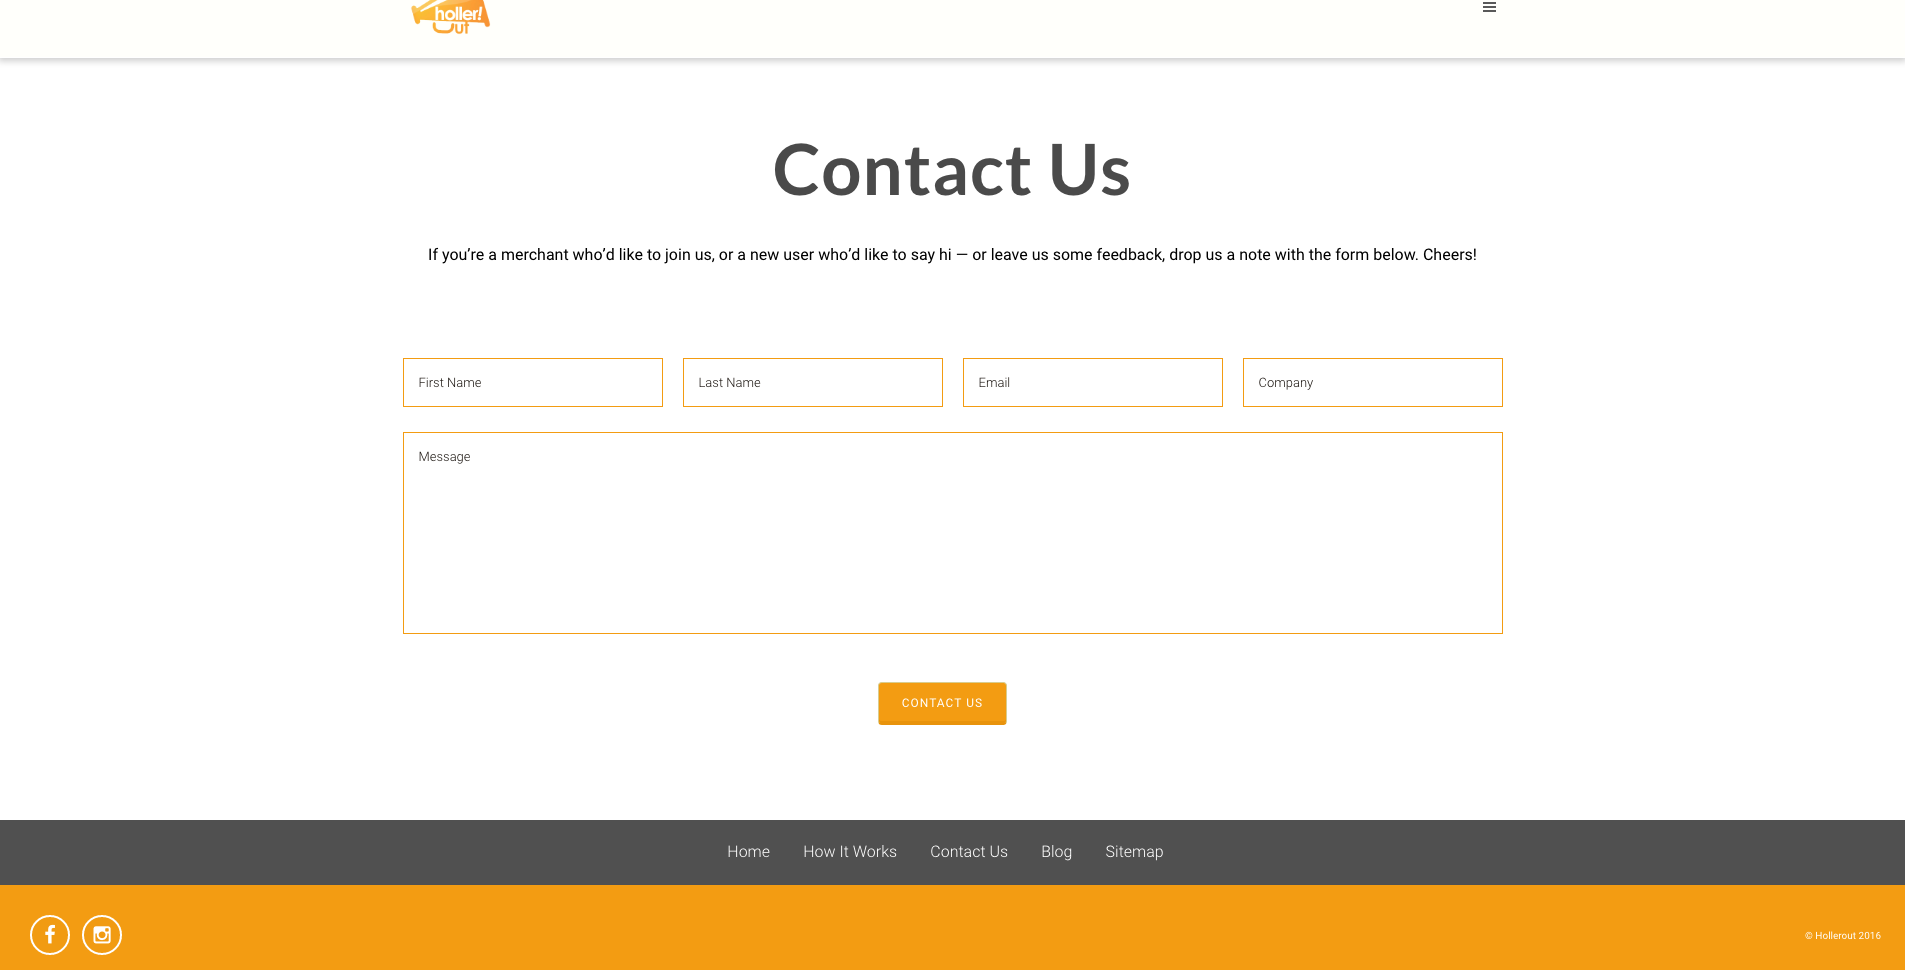 holler!
Out
Contact Us
If you’re a merchant who’d like to join us, or a new user who’d like to say hi — or leave us some feedback, drop us a note with the form below. Cheers!
First Name
Last Name
Email
Company
Message
CONTACT US
Home
How It Works
Contact Us
Blog
Sitemap
© Hollerout 2016